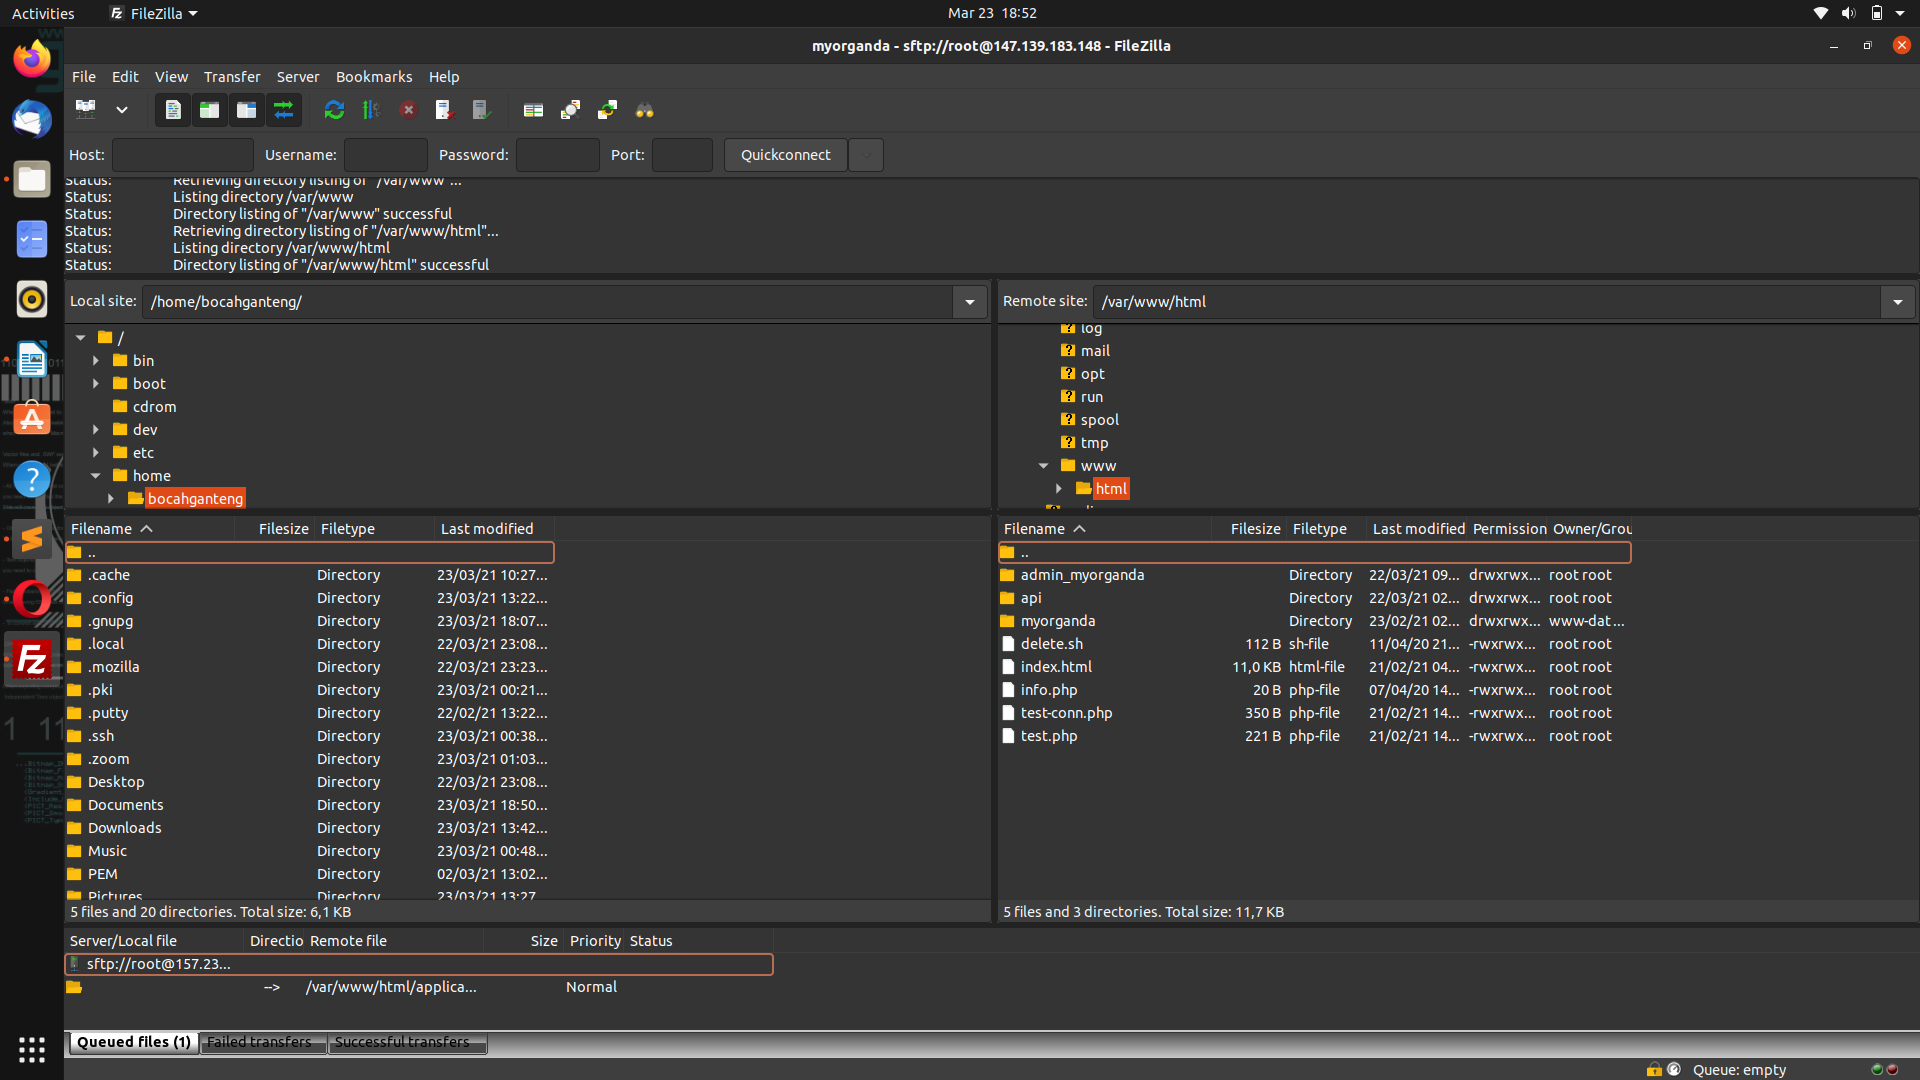 Activities FileZilla Mar 23 18:52
myorganda - sftp://root@147.139.183.148 - FileZilla
File Edit View Transfer Server Bookmarks Help
Host: Username: Password: Port: Quickconnect
Status: Retrieving directory listing of "/var/www"...
Status: Listing directory /var/www
Status: Directory listing of "/var/www" successful
Status: Retrieving directory listing of "/var/www/html"...
Status: Listing directory /var/www/html
Status: Directory listing of "/var/www/html" successful
Local site: /home/bocahganteng/
/
bin
boot
cdrom
dev
etc
home
bocahganteng
Filename Filesize Filetype Last modified
..
.cache Directory 23/03/21 10:27...
.config Directory 23/03/21 13:22...
.gnupg Directory 23/03/21 18:07...
.local Directory 22/03/21 23:08...
.mozilla Directory 22/03/21 23:23...
.pki Directory 23/03/21 00:21...
.putty Directory 22/02/21 13:22...
.ssh Directory 23/03/21 00:38...
.zoom Directory 23/03/21 01:03...
Desktop Directory 22/03/21 23:08...
Documents Directory 23/03/21 18:50...
Downloads Directory 23/03/21 13:42...
Music Directory 23/03/21 00:48...
PEM Directory 02/03/21 13:02...
Pictures Directory 23/03/21 13:27
5 files and 20 directories. Total size: 6,1 KB
Remote site: /var/www/html
log
mail
opt
run
spool
tmp
www
html
Filename Filesize Filetype Last modified Permission Owner/Grou
..
admin_myorganda Directory 22/03/21 09... drwxrwx... root root
api Directory 22/03/21 02... drwxrwx... root root
myorganda Directory 23/02/21 02... drwxrwx... www-dat ...
delete.sh 112 B sh-file 11/04/20 21... -rwxrwx... root root
index.html 11,0 KB html-file 21/02/21 04... -rwxrwx... root root
info.php 20 B php-file 07/04/20 14... -rwxrwx... root root
test-conn.php 350 B php-file 21/02/21 14... -rwxrwx... root root
test.php 221 B php-file 21/02/21 14... -rwxrwx... root root
5 files and 3 directories. Total size: 11,7 KB
Server/Local file Directio Remote file Size Priority Status
sftp://root@157.23...
--> /var/www/html/applica... Normal
Queued files (1) Failed transfers Successful transfers
Queue: empty